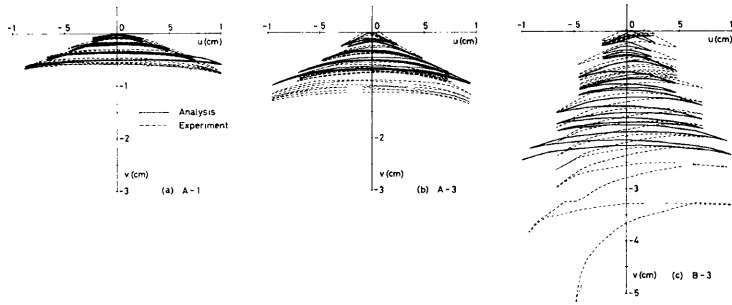 -5 0 5 1
u (cm)
-1
Analysis
Experiment
-2
v (cm)
-3
(a) A-1
-1 -5 0 5 1
u (cm)
-2
v (cm)
-3
(b) A-3
-1 -5 0 5 1
u (cm)
-1
-2
-3
-4
v (cm)
-5
(c) B-3